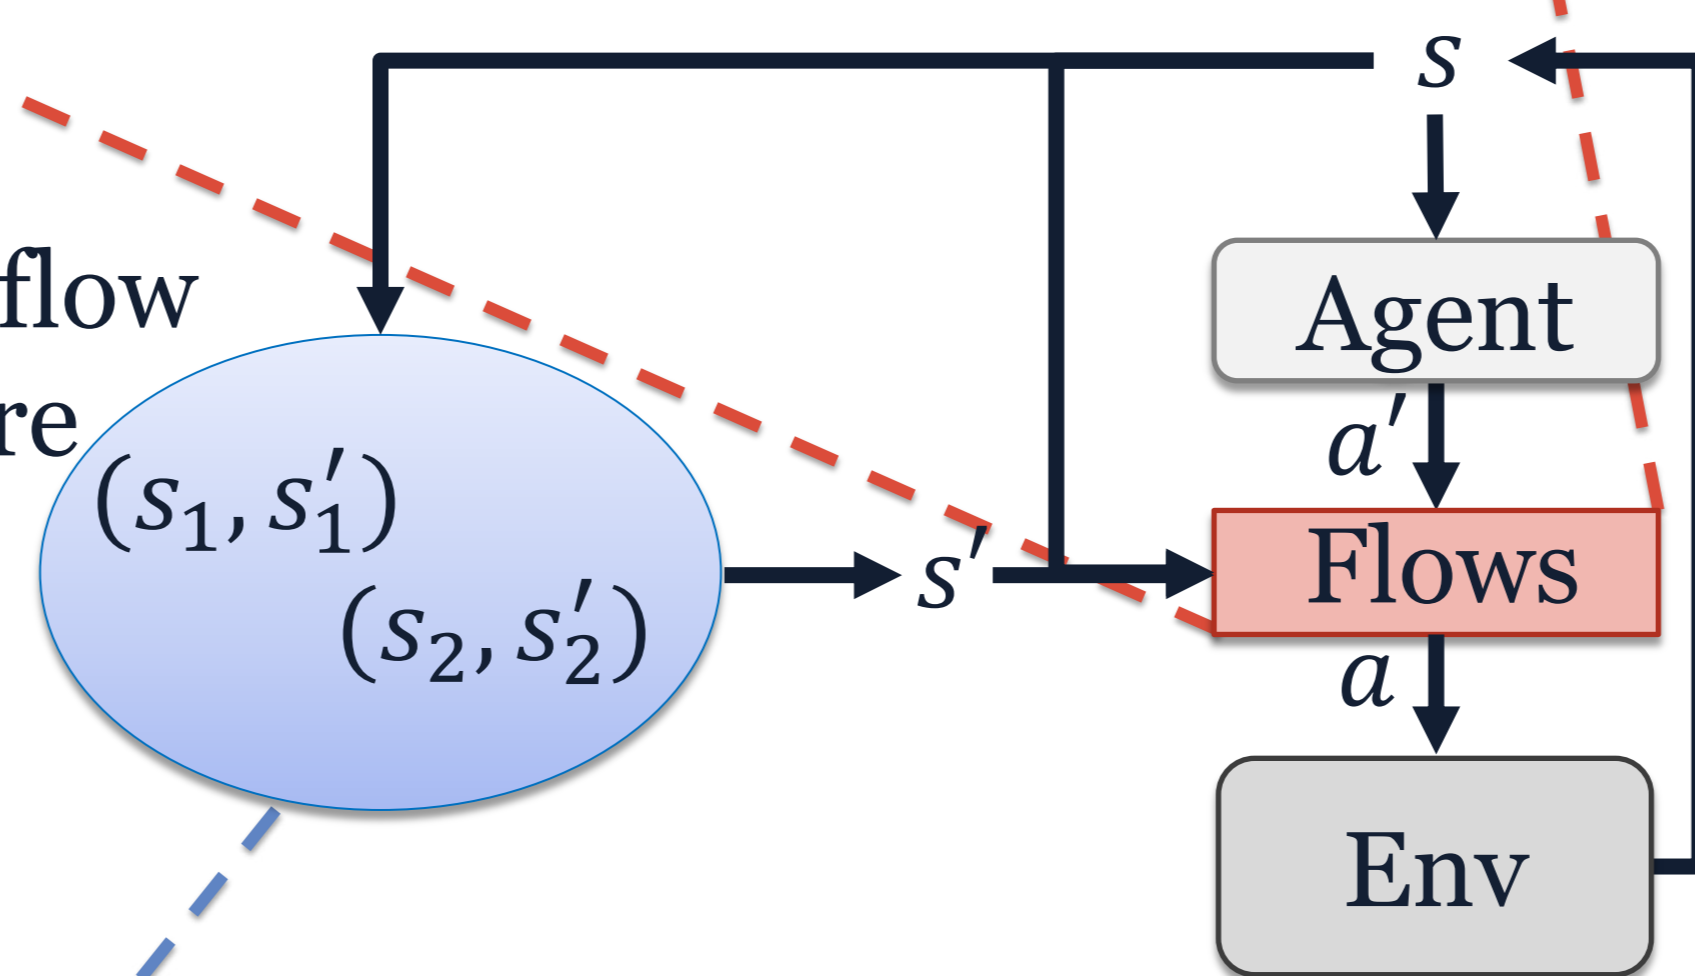 s
flow
Agent
re
a′
(s₁, s′₁)
s′
Flows
(s₂, s′₂)
a
Env